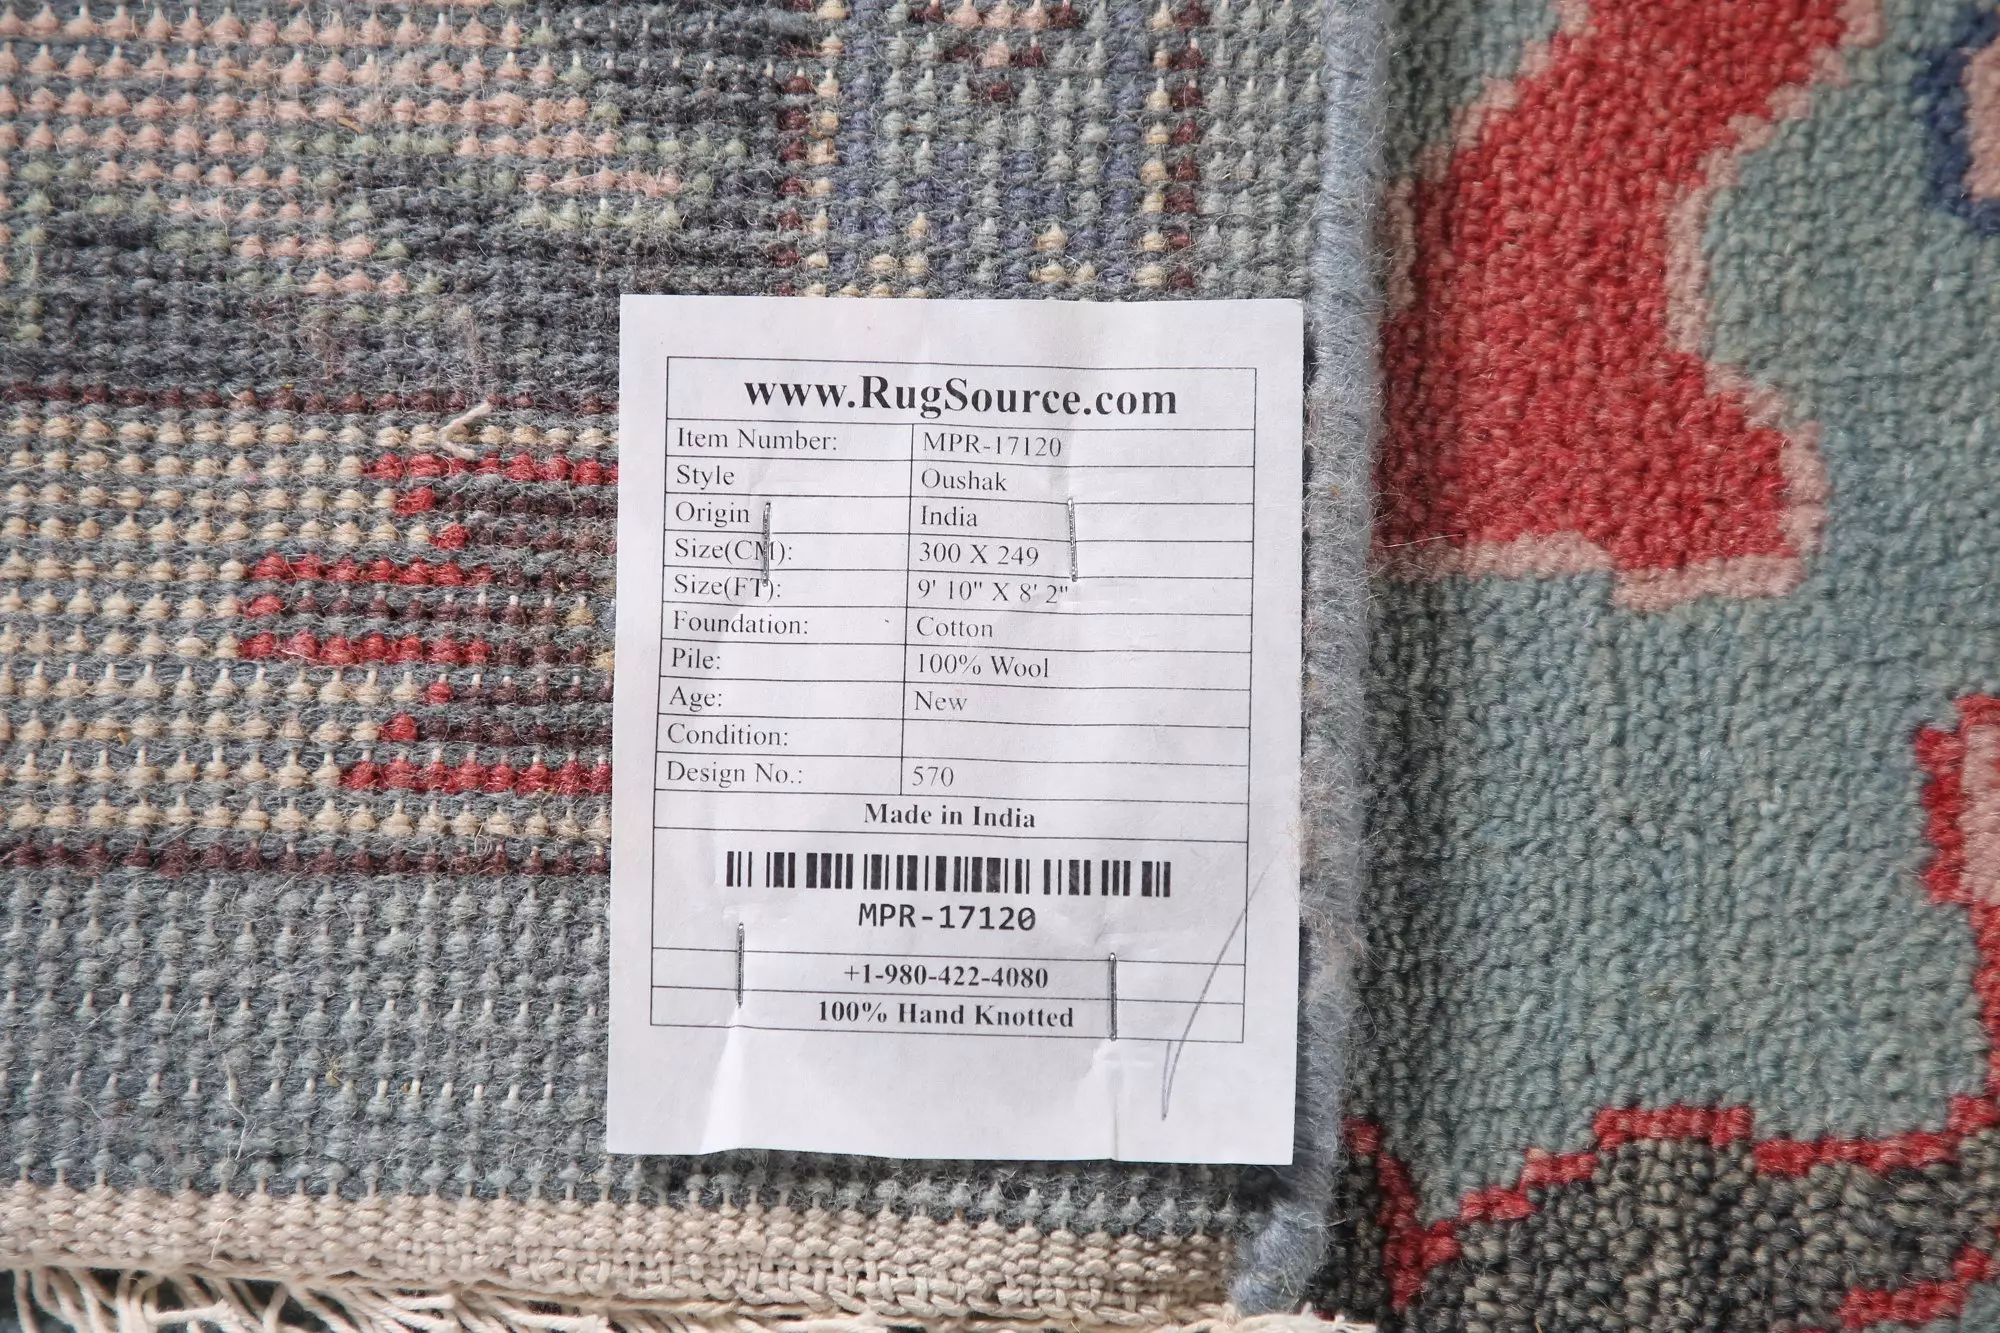 www.RugSource.com
Item Number: MPR-17120
Style Oushak
Origin India
Size(CM): 300 X 249
Size(FT): 9' 10" X 8' 2"
Foundation: Cotton
Pile: 100% Wool
Age: New
Condition:
Design No.: 570
Made in India
MPR-17120
+1-980-422-4080
100% Hand Knotted